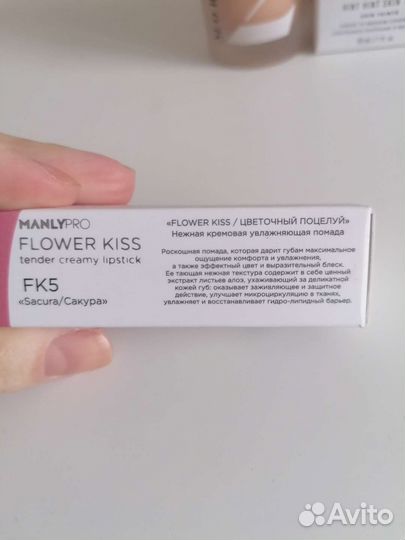 HINT HINT SKIN
MANLYPRO
FLOWER KISS
tender creamy lipstick
FK5
«Sacura/Сакура»
«FLOWER KISS / ЦВЕТОЧНЫЙ ПОЦЕЛУЙ»
Нежная кремовая увлажняющая помада
Роскошная помада, которая дарит губам максимальное
ощущение комфорта и увлажнения,
а также эффектный цвет и выразительный блеск.
Ее тающая нежная текстура содержит в себе ценный
экстракт листьев алоэ, ухаживающий за деликатной
кожей губ: оказывает заживляющее и защитное
действие, улучшает микроциркуляцию в тканях,
увлажняет и восстанавливает гидро-липидный барьер.
Avito